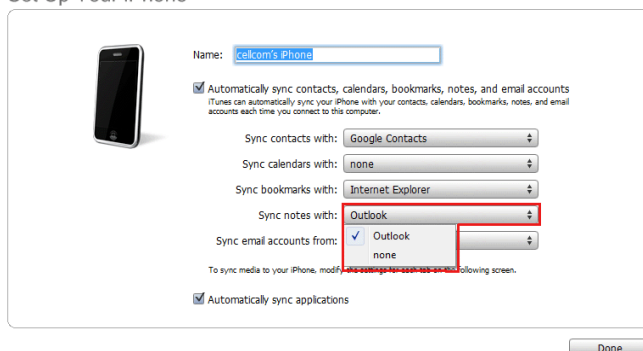 Set Up Your iPhone
Name: cellcom's iPhone
Automatically sync contacts, calendars, bookmarks, notes, and email accounts
iTunes can automatically sync your iPhone with your contacts, calendars, bookmarks, notes, and email
accounts each time you connect to this computer.
Sync contacts with: Google Contacts
Sync calendars with: none
Sync bookmarks with: Internet Explorer
Sync notes with: Outlook
Outlook
Sync email accounts from:
none
To sync media to your iPhone, modify the settings for each tab on the following screen.
Automatically sync applications
Done